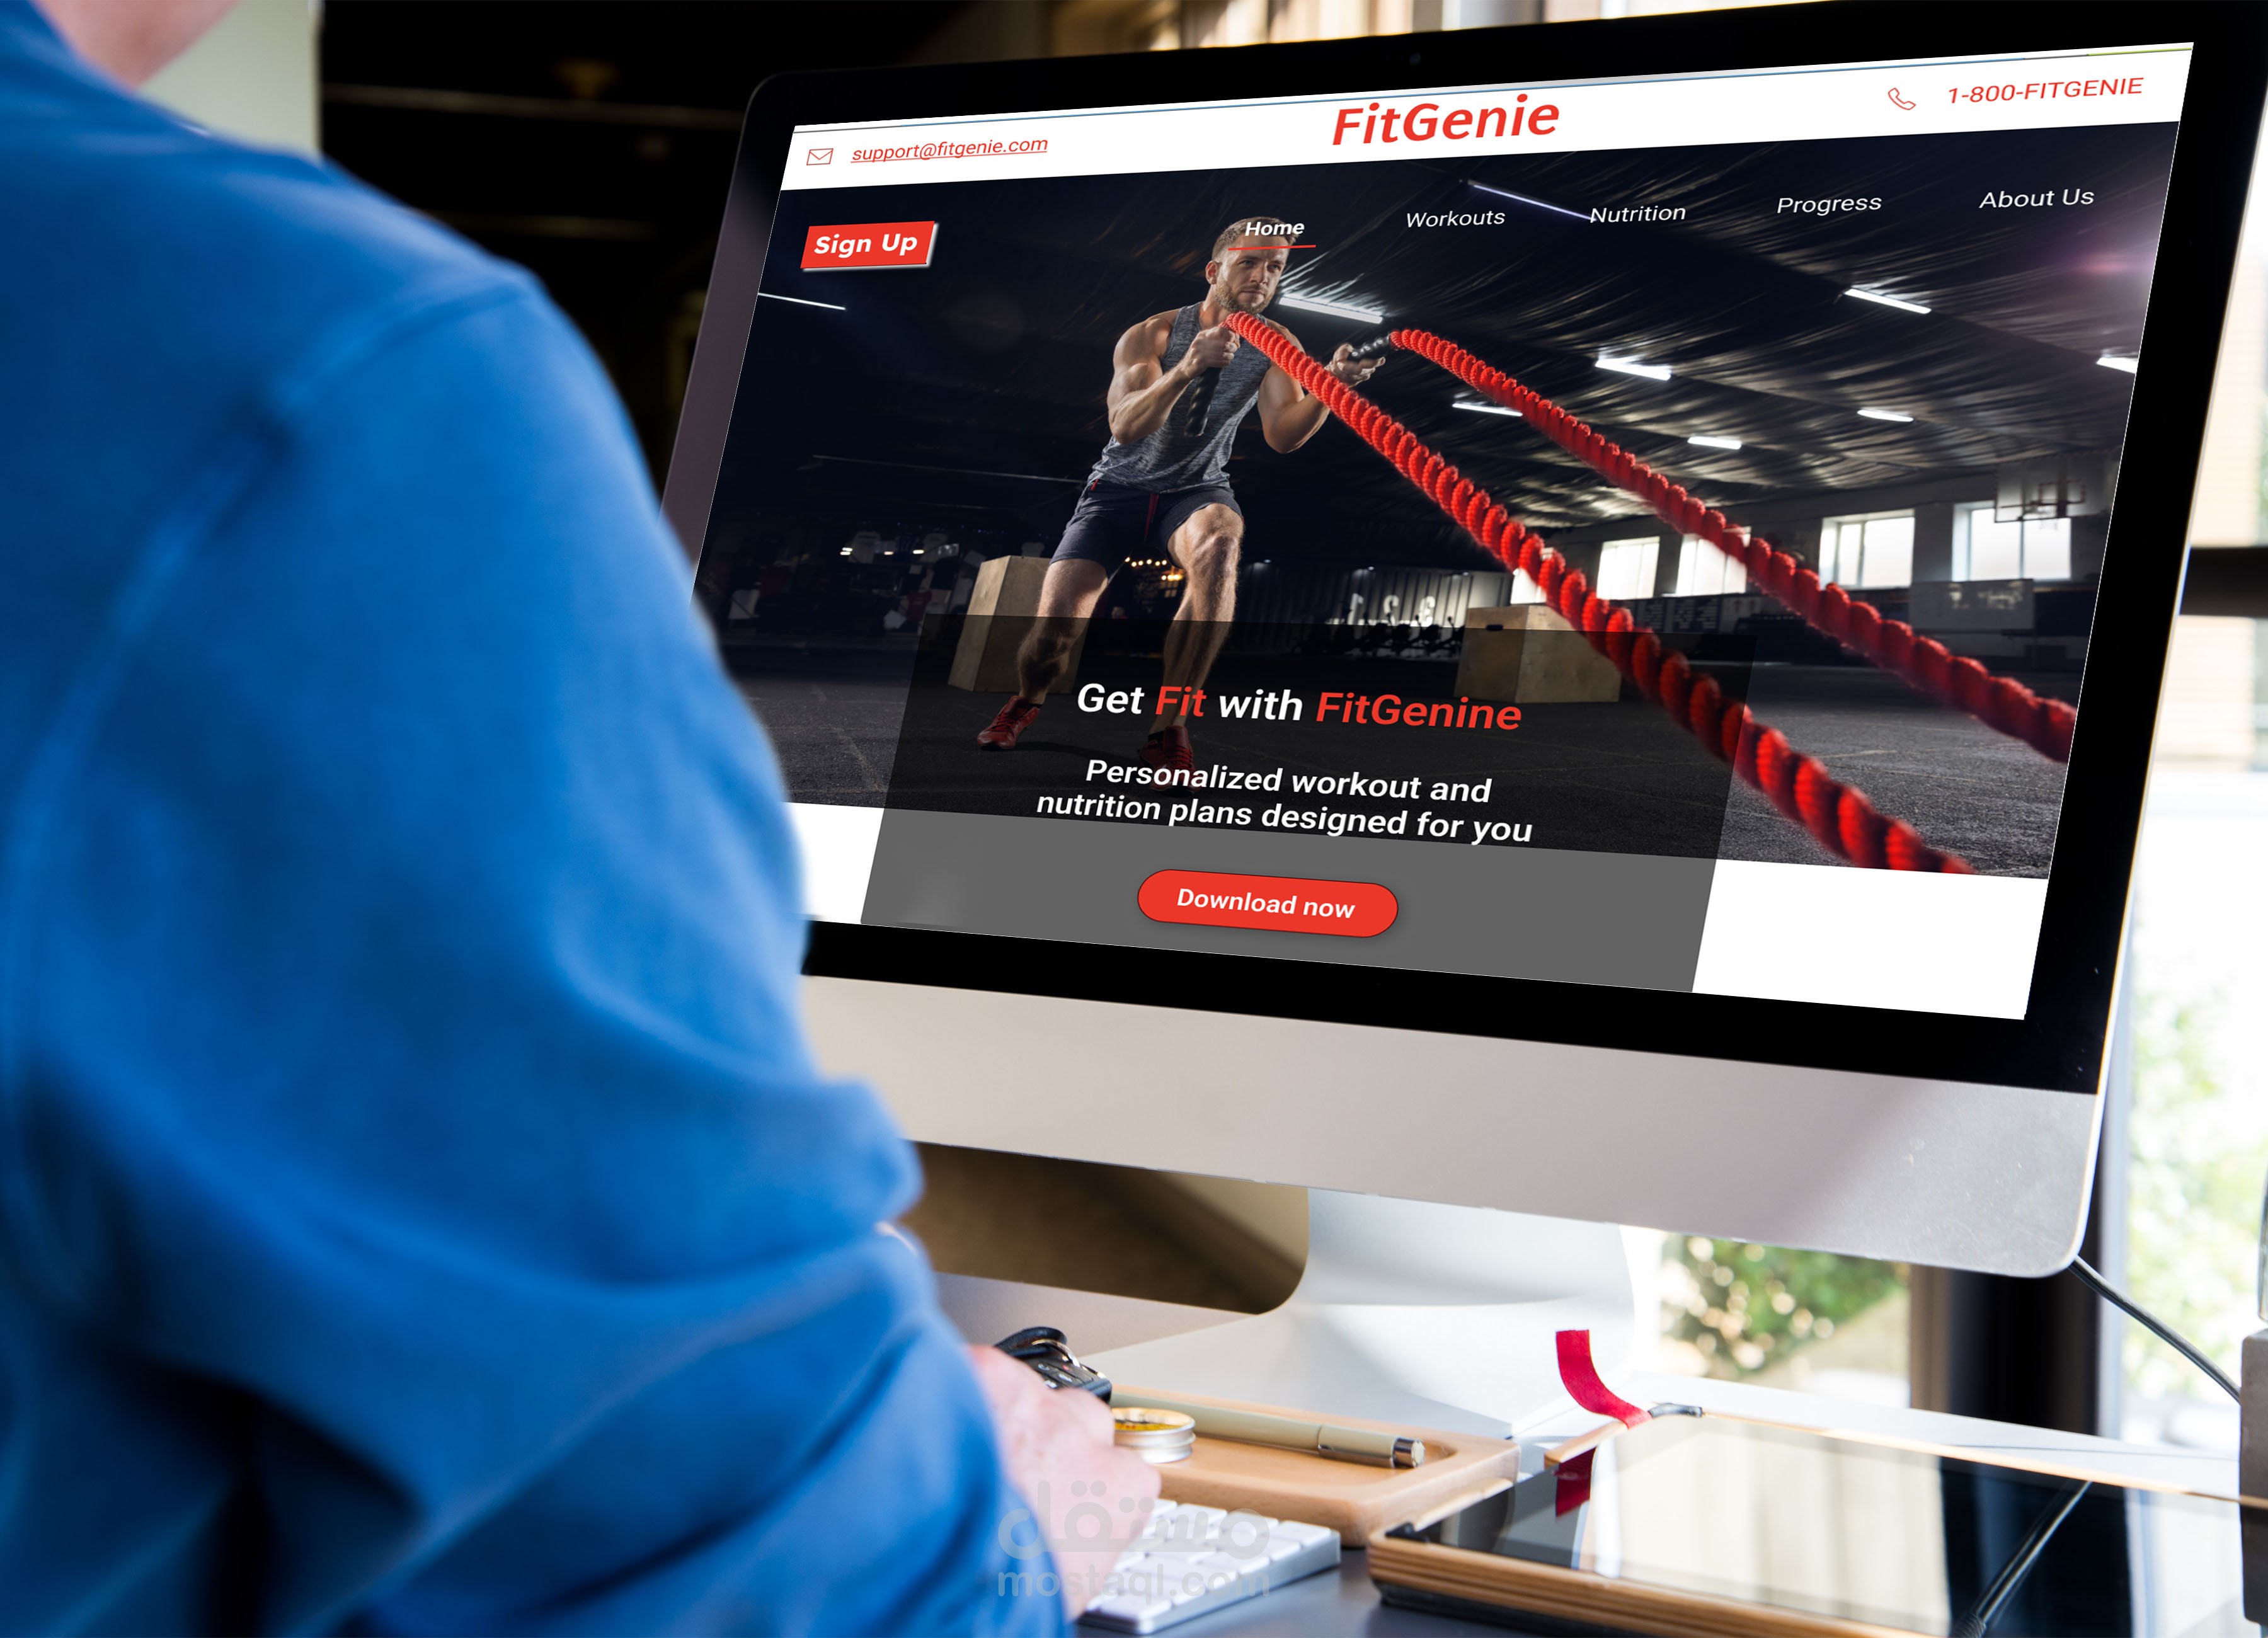 support@fitgenie.com
FitGenie
1-800-FITGENIE
Sign Up
Home
Workouts
Nutrition
Progress
About Us
Get Fit with FitGenine
Personalized workout and
nutrition plans designed for you
Download now
مستقل
mostaql.com